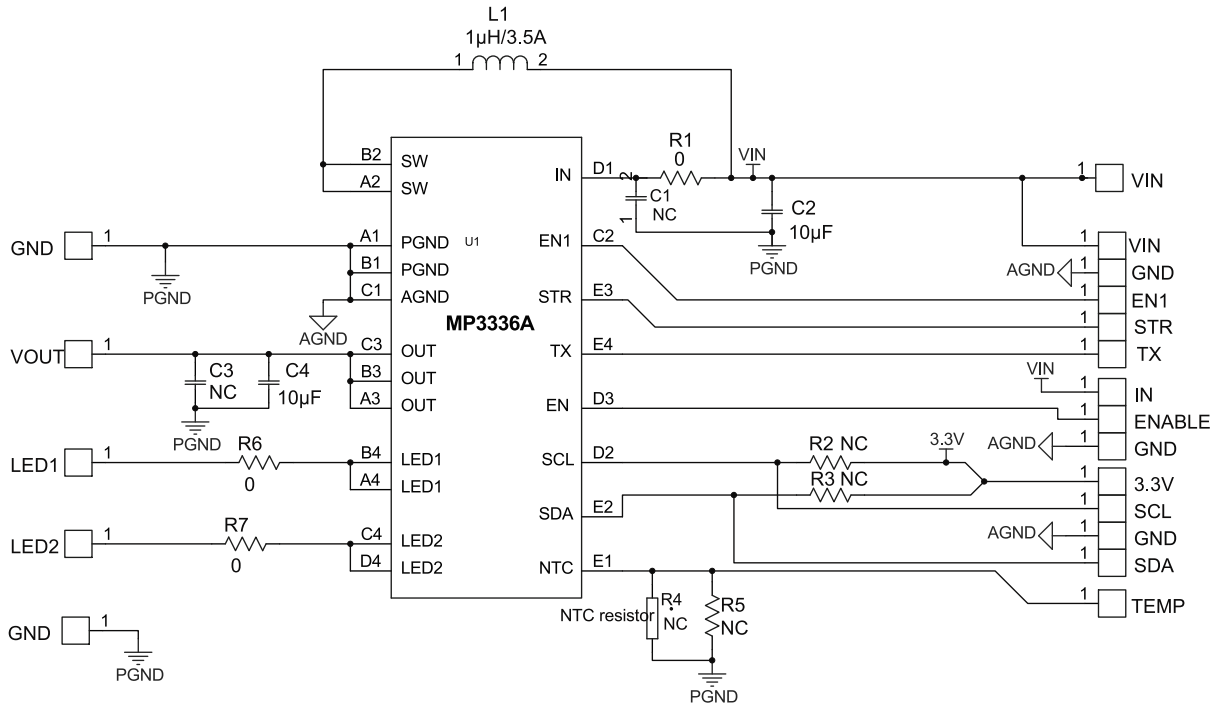 L1
1µH/3.5A
1 2
B2 SW
A2 SW
GND 1
A1 PGND
B1 PGND
C1 AGND
PGND
AGND
U1
MP3336A
VOUT 1
C3 OUT
B3 OUT
A3 OUT
C3
NC
C4
10µF
PGND
LED1 1
R6
0
B4 LED1
A4 LED1
LED2 1
R7
0
C4 LED2
D4 LED2
GND 1
PGND
IN D1
2
C1
NC
1
R1
0
VIN
C2
10µF
PGND
1 VIN
EN1 C2
STR E3
TX E4
EN D3
SCL D2
SDA E2
NTC E1
1 VIN
AGND 1 GND
1 EN1
1 STR
1 TX
VIN
1 IN
1 ENABLE
AGND 1 GND
R2 NC
R3 NC
3.3V
1 3.3V
1 SCL
AGND 1 GND
1 SDA
1 TEMP
NTC resistor
R4
NC
R5
NC
PGND